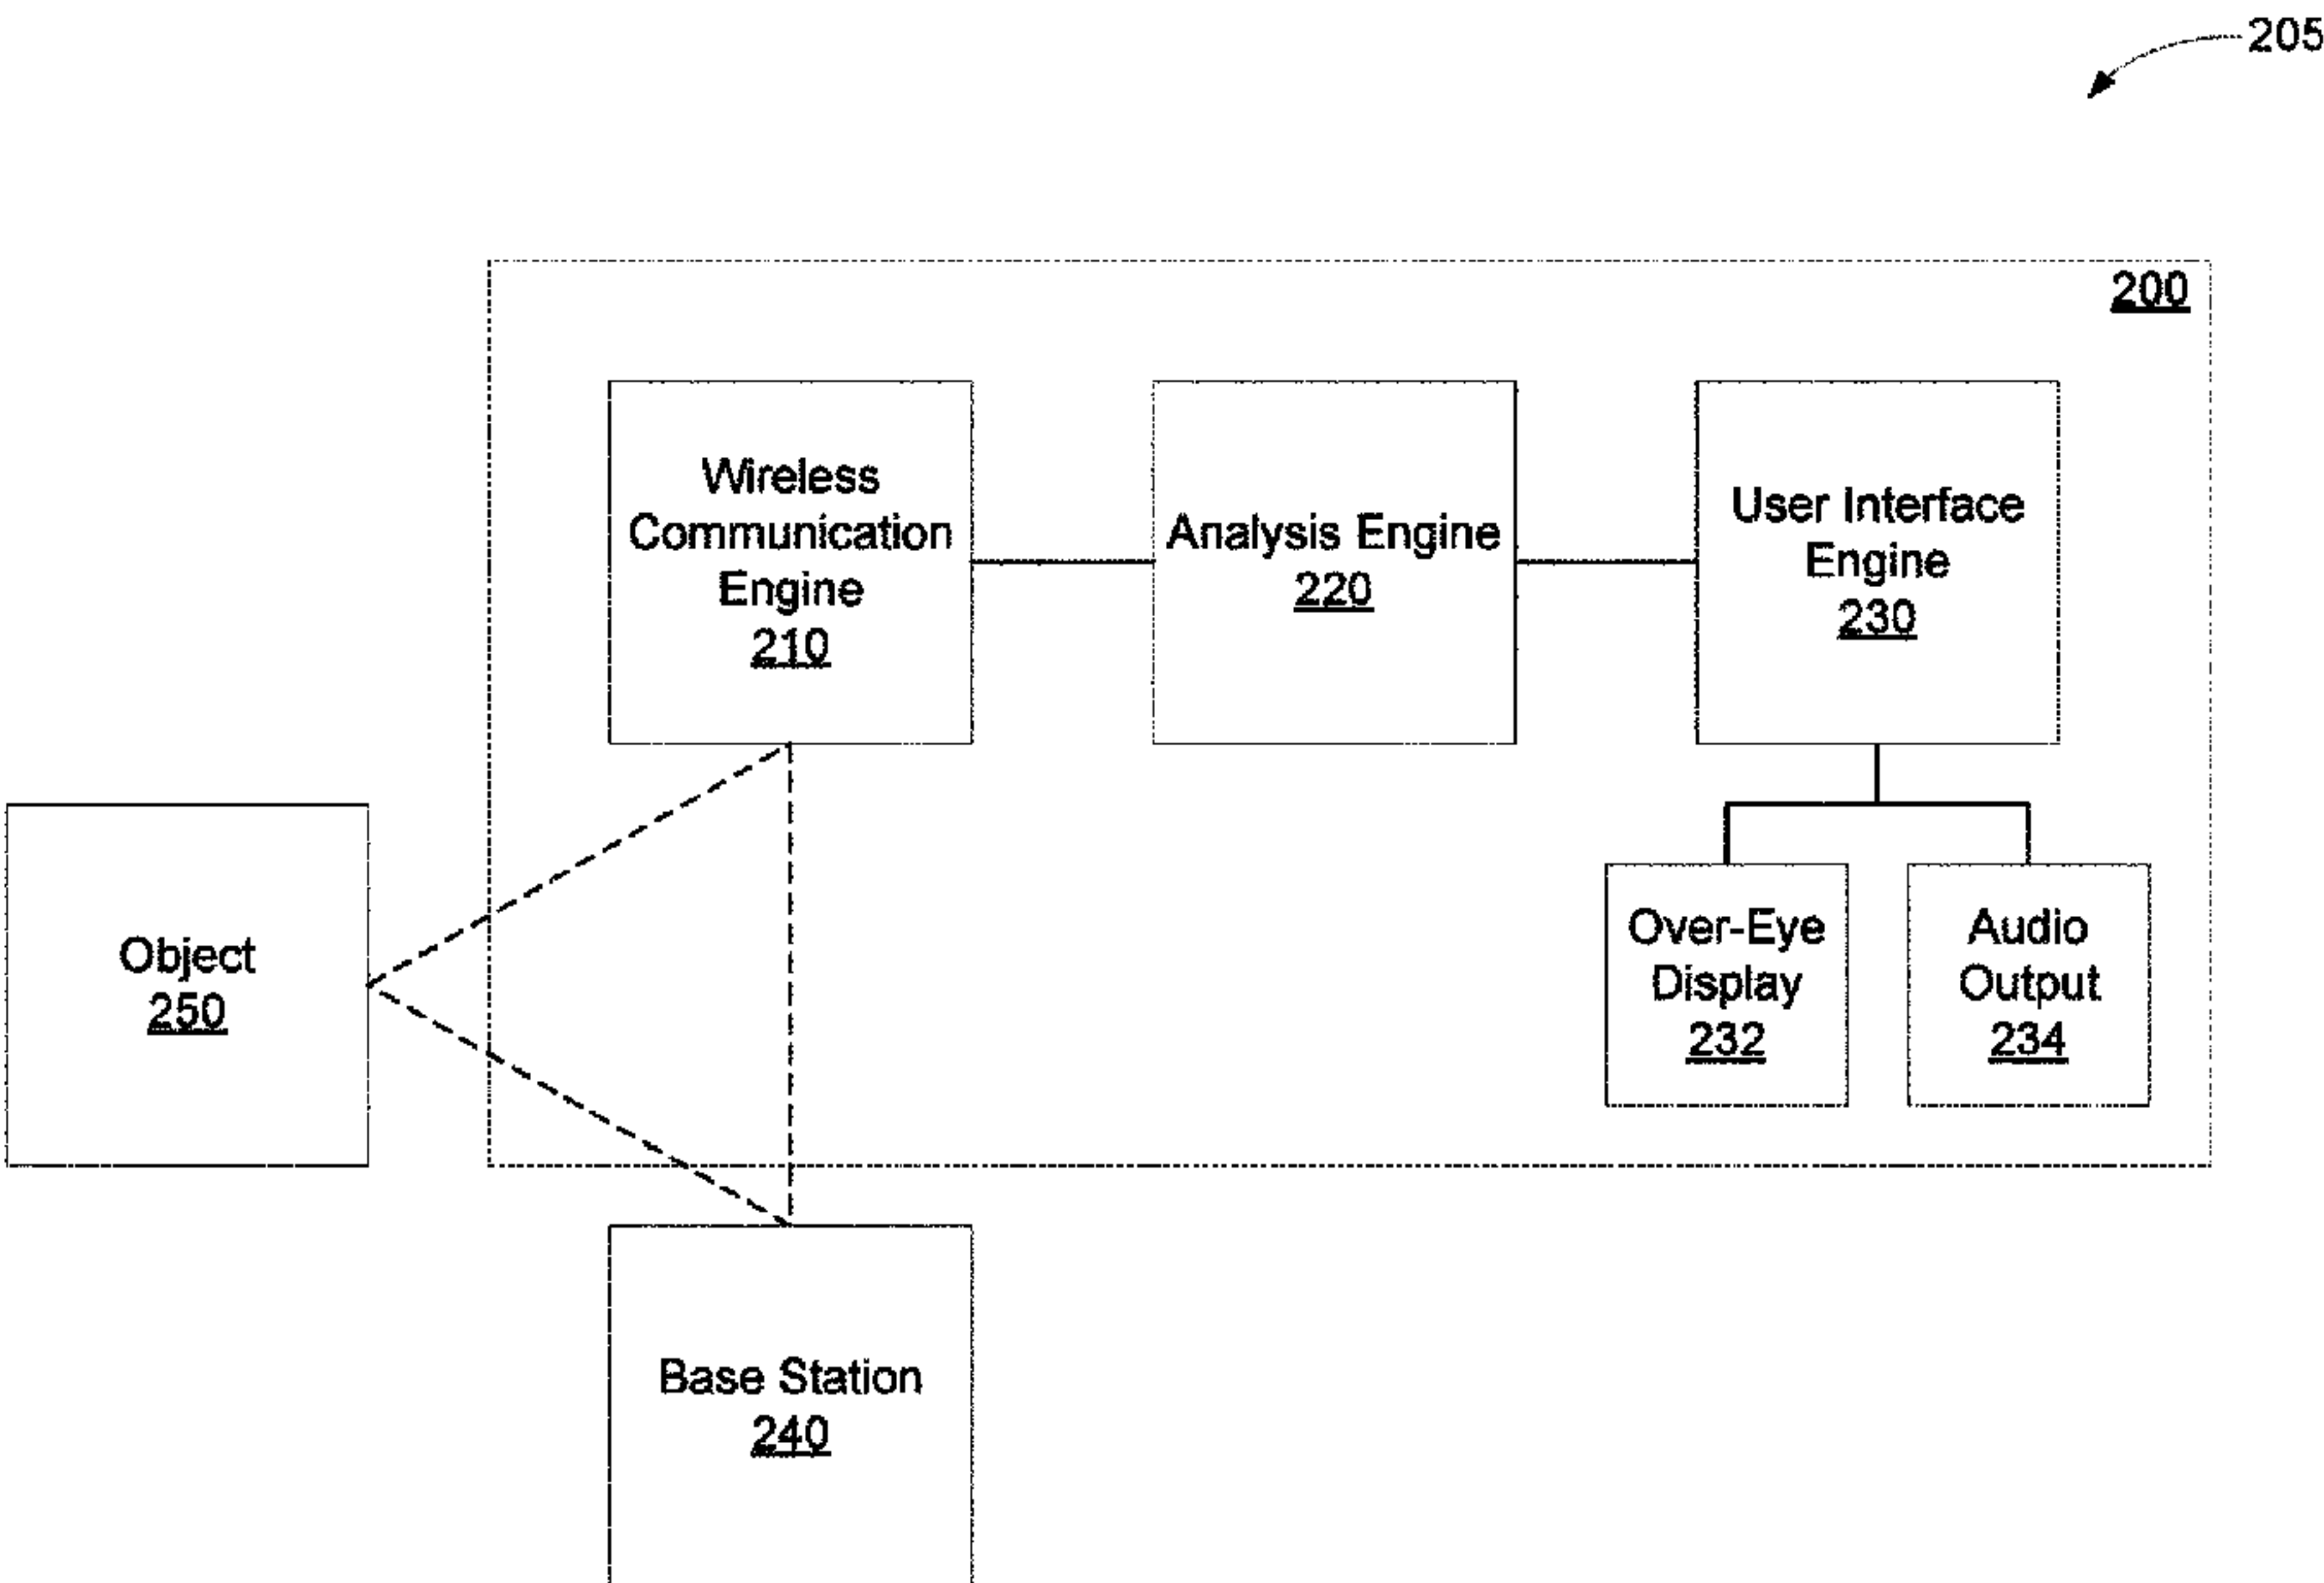 205
200
Wireless
Communication
Engine
210
Analysis Engine
220
User Interface
Engine
230
Object
250
Over-Eye
Display
232
Audio
Output
234
Base Station
240